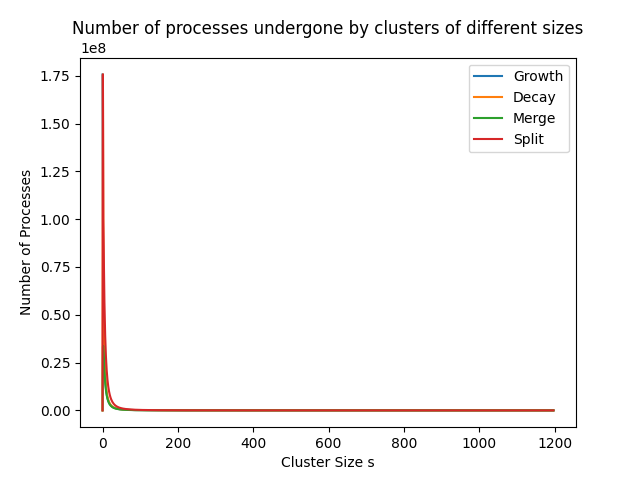 Number of processes undergone by clusters of different sizes
1e8
1.75
1.50
1.25
1.00
0.75
0.50
0.25
0.00
Number of Processes
Growth
Decay
Merge
Split
0 200 400 600 800 1000 1200
Cluster Size s